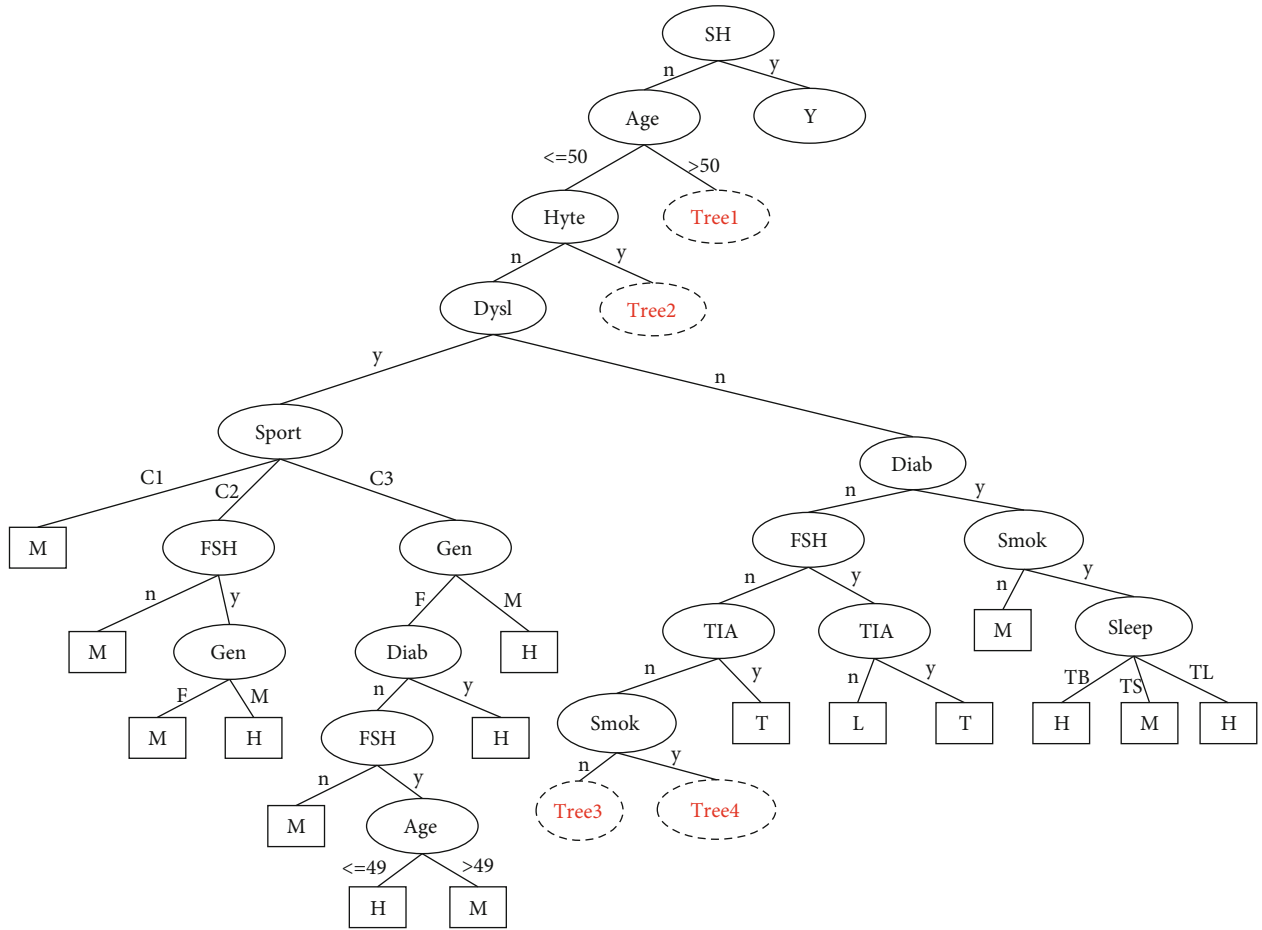 SH
n y
Age Y
<=50 >50
Hyte Tree1
n y
Dysl Tree2
y n
Sport Diab
C1 C2 C3 n y
M FSH Gen FSH Smok
n y F M n y n y
M Gen Diab H TIA TIA M Sleep
F M n y n y n y TB TS TL
M H FSH H Smok T L T H M H
n y n y
M Age Tree3 Tree4
<=49 >49
H M